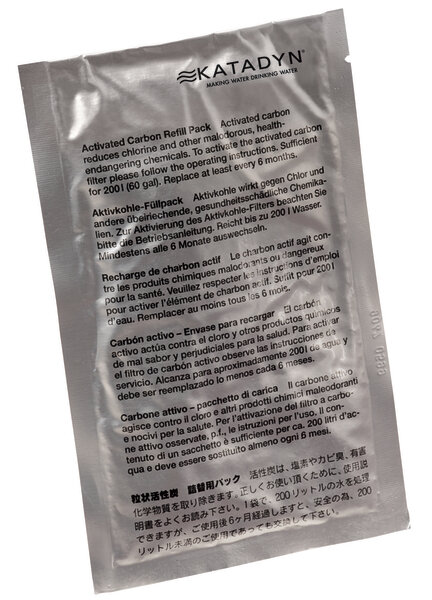 KATADYN®
MAKING WATER DRINKING WATER
Activated Carbon Refill Pack Activated carbon
reduces chlorine and other malodorous, health-
endangering chemicals. To activate the activated carbon
filter please follow the operating instructions. Sufficient
for 200 l (60 gal). Replace at least every 6 months.
Aktivkohle-Füllpack Aktivkohle wirkt gegen Chlor und
andere übelriechende, gesundheitsschädliche Chemika-
lien. Zur Aktivierung des Aktivkohle-Filters beachten Sie
bitte die Betriebsanleitung. Reicht bis zu 200 l Wasser.
Mindestens alle 6 Monate auswechseln.
Recharge de charbon actif Le charbon actif agit con-
tre les produits chimiques malodorants ou dangereux
pour la santé. Veuillez respecter les instructions d'emploi
pour activer l'élément de charbon actif. Suffit pour 200 l
d'eau. Remplacer au moins tous les 6 mois.
Carbón activo – Envase para recargar El carbón
activo actúa contra el cloro y otros productos químicos
de mal sabor y perjudiciales para la salud. Para activar
el filtro de carbón activo observe las instrucciones de
servicio. Alcanza para aproximadamente 200 l de agua y
debe ser reemplazado lo menos cada 6 meses.
Carbone attivo – pacchetto di carica Il carbone attivo
agisce contro il cloro e altri prodotti chimici maleodoranti
e nocivi per la salute. Per l'attivazione del filtro a carbo-
ne attivo osservate, p.f., le istruzioni per l'uso. Il con-
tenuto di un sacchetto è sufficiente per ca. 200 litri d'ac-
qua e deve essere sostituito almeno ogni 6 mesi.
粒状活性炭 詰替用パック 活性炭は、塩素やカビ臭、有害
化学物質を取り除きます。正しくお使い頂くために、使用説
明書をよくお読み下さい。1袋で、200リットルの水を処理
できますが、ご使用後6ヶ月経過しますと、安全の為、200
リットル未満のご使用であっても交換して下さい。